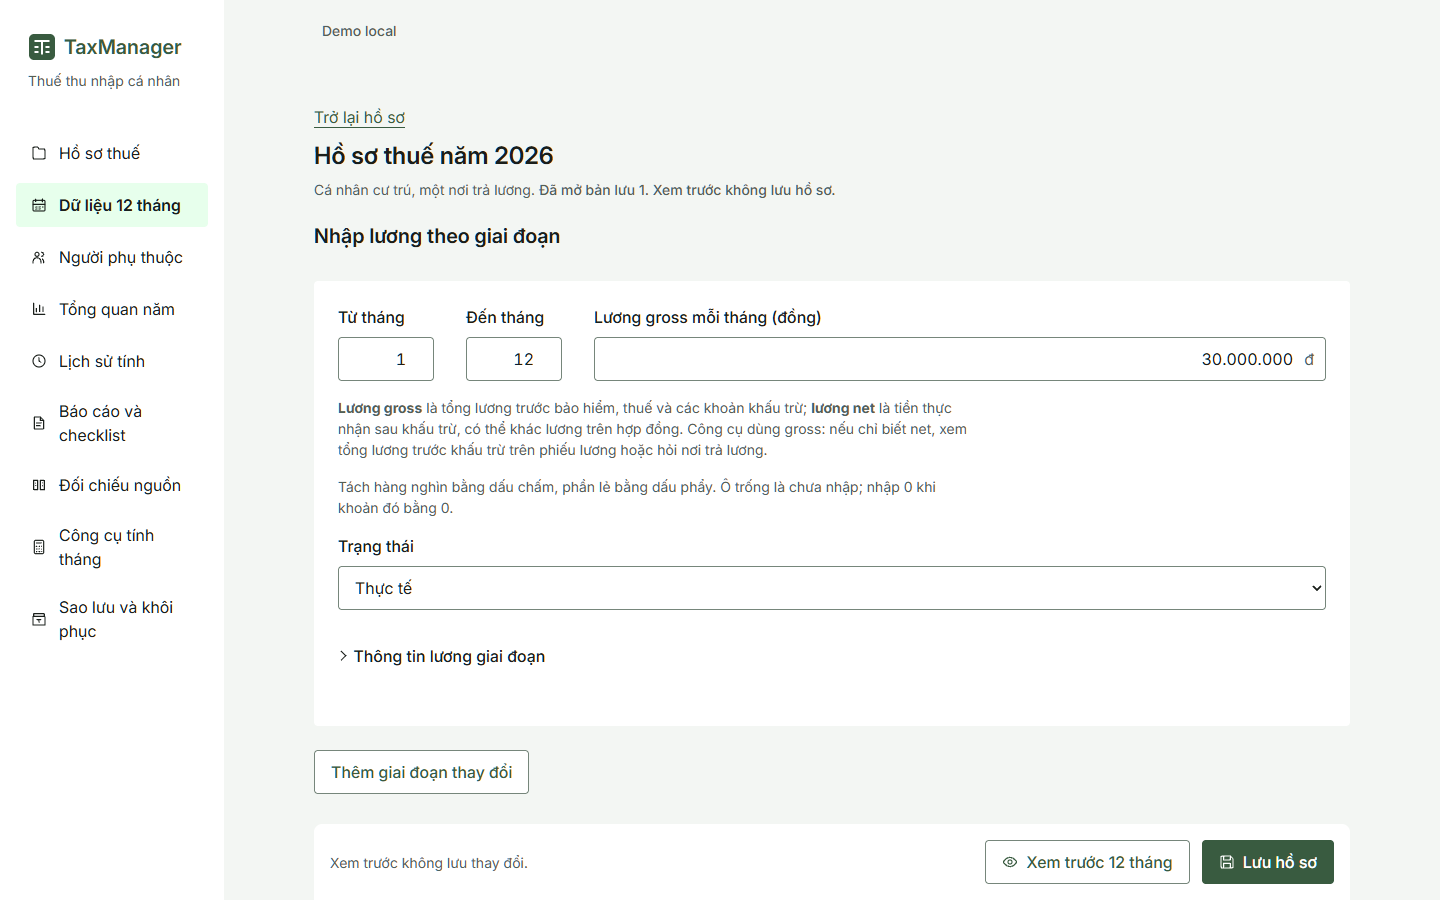 TaxManager
Thuế thu nhập cá nhân
Hồ sơ thuế
Dữ liệu 12 tháng
Người phụ thuộc
Tổng quan năm
Lịch sử tính
Báo cáo và
checklist
Đối chiếu nguồn
Công cụ tính
tháng
Sao lưu và khôi
phục
Demo local
Trở lại hồ sơ
Hồ sơ thuế năm 2026
Cá nhân cư trú, một nơi trả lương. Đã mở bản lưu 1. Xem trước không lưu hồ sơ.
Nhập lương theo giai đoạn
Từ tháng
Đến tháng
Lương gross mỗi tháng (đồng)
1
12
30.000.000 đ
Lương gross là tổng lương trước bảo hiểm, thuế và các khoản khấu trừ; lương net là tiền thực
nhận sau khấu trừ, có thể khác lương trên hợp đồng. Công cụ dùng gross: nếu chỉ biết net, xem
tổng lương trước khấu trừ trên phiếu lương hoặc hỏi nơi trả lương.
Tách hàng nghìn bằng dấu chấm, phần lẻ bằng dấu phẩy. Ô trống là chưa nhập; nhập 0 khi
khoản đó bằng 0.
Trạng thái
Thực tế
Thông tin lương giai đoạn
Thêm giai đoạn thay đổi
Xem trước không lưu thay đổi.
Xem trước 12 tháng
Lưu hồ sơ